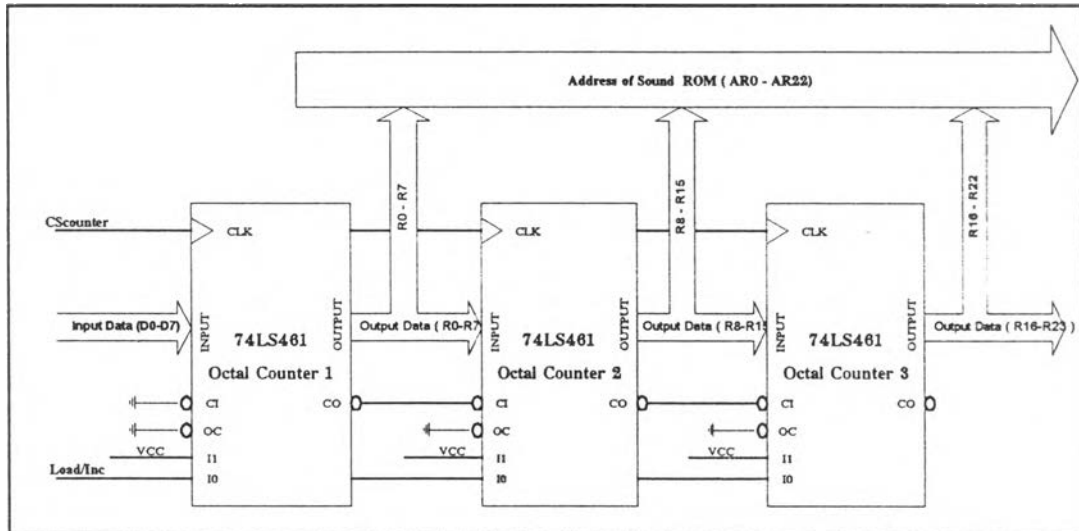 Address of Sound ROM ( AR0 - AR22)
R0 - R7
R8 - R15
R16 - R22
CScounter
CLK
CLK
CLK
Input Data (D0-D7)
INPUT
OUTPUT
Output Data ( R0-R7
INPUT
OUTPUT
Output Data ( R8-R15
INPUT
OUTPUT
Output Data ( R16-R23 )
74LS461
74LS461
74LS461
Octal Counter 1
Octal Counter 2
Octal Counter 3
CI
CO
CI
CO
CI
CO
OC
OC
OC
VCC
I1
VCC
I1
VCC
I1
Load/Inc
I0
I0
I0